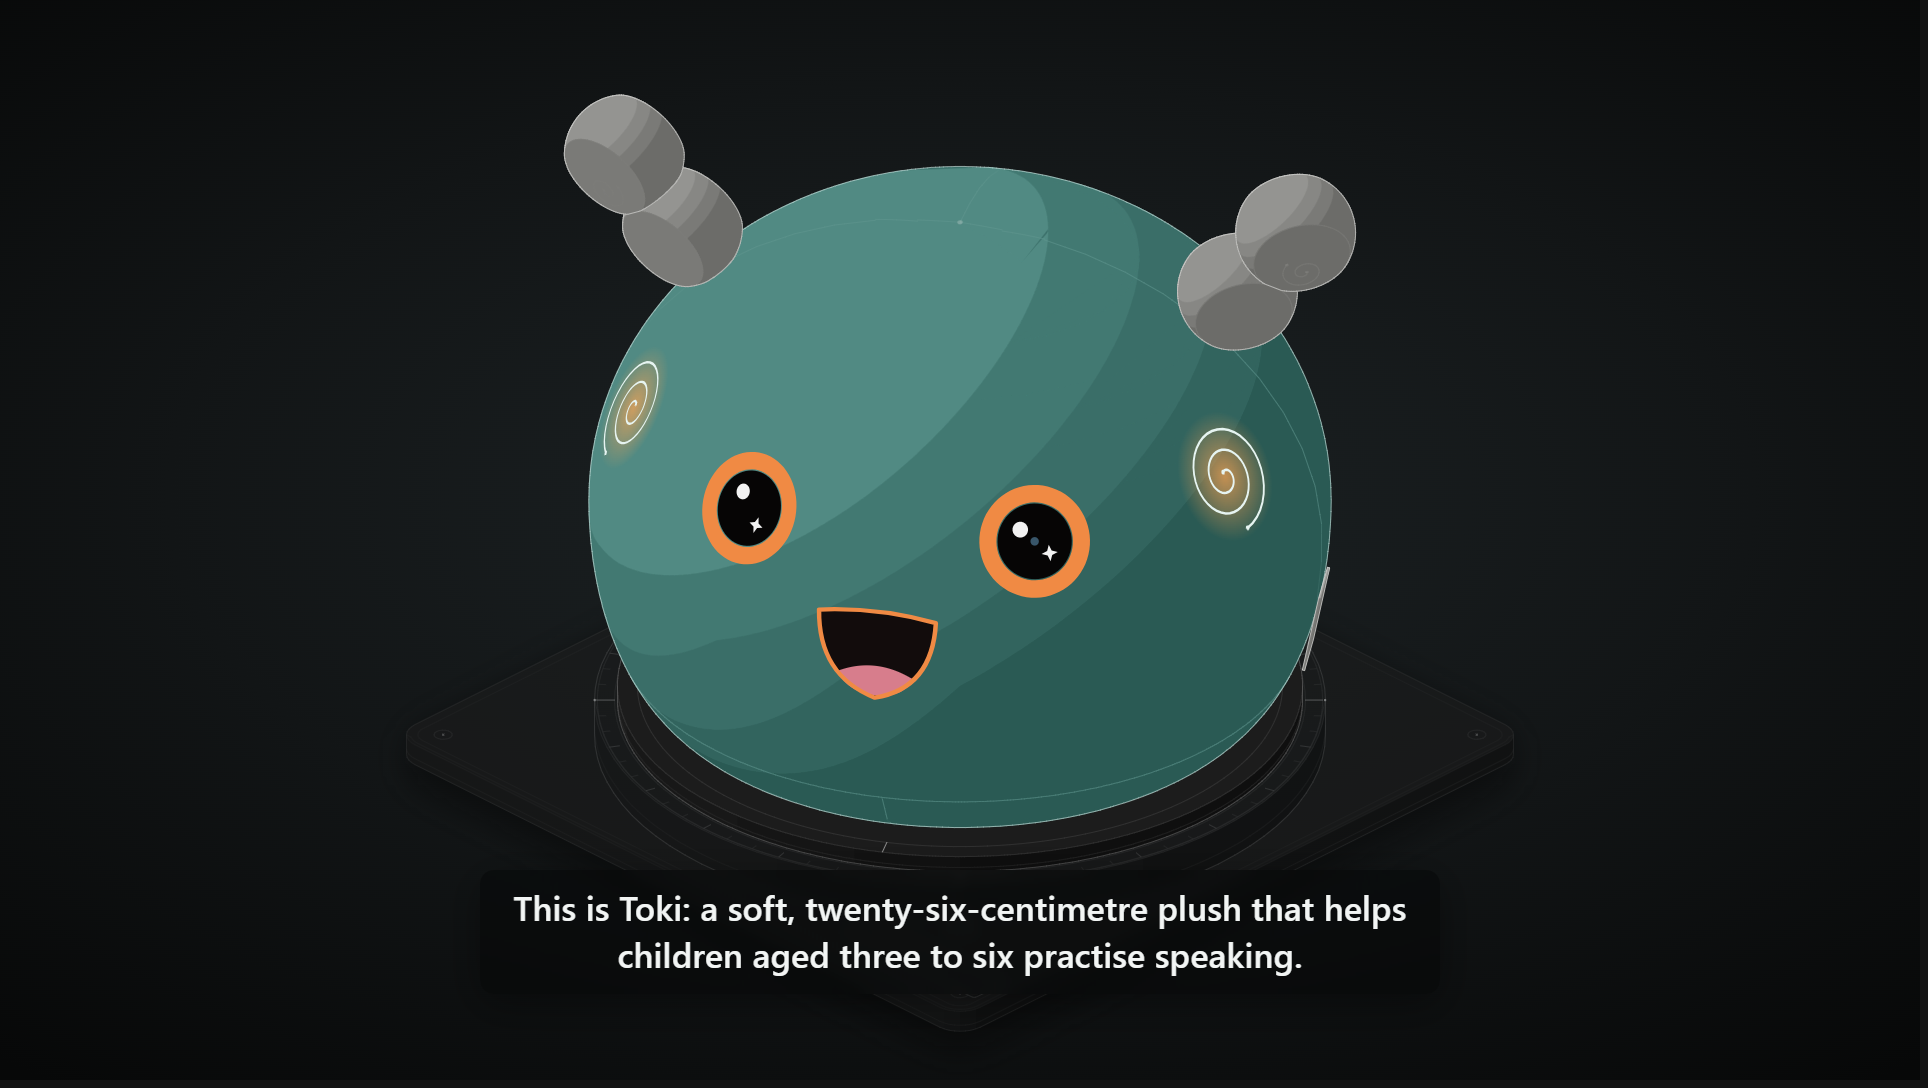 This is Toki: a soft, twenty-six-centimetre plush that helps
children aged three to six practise speaking.